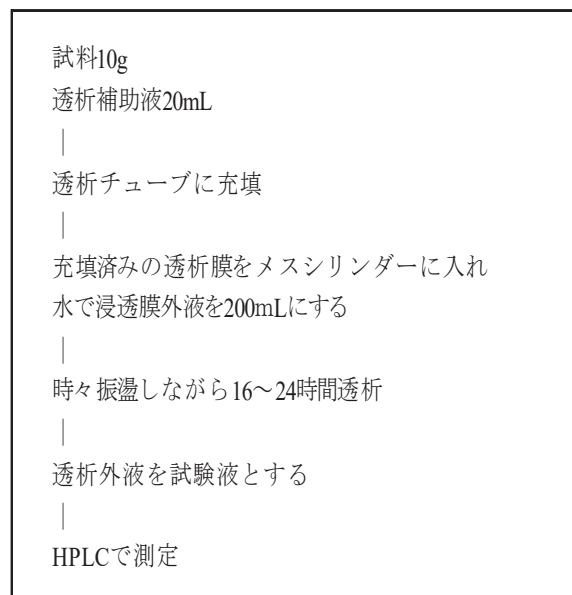 試料10g
透析補助液20mL
|
透析チューブに充填
|
充填済みの透析膜をメスシリンダーに入れ
水で浸透膜外液を200mLにする
|
時々振盪しながら16〜24時間透析
|
透析外液を試験液とする
|
HPLCで測定